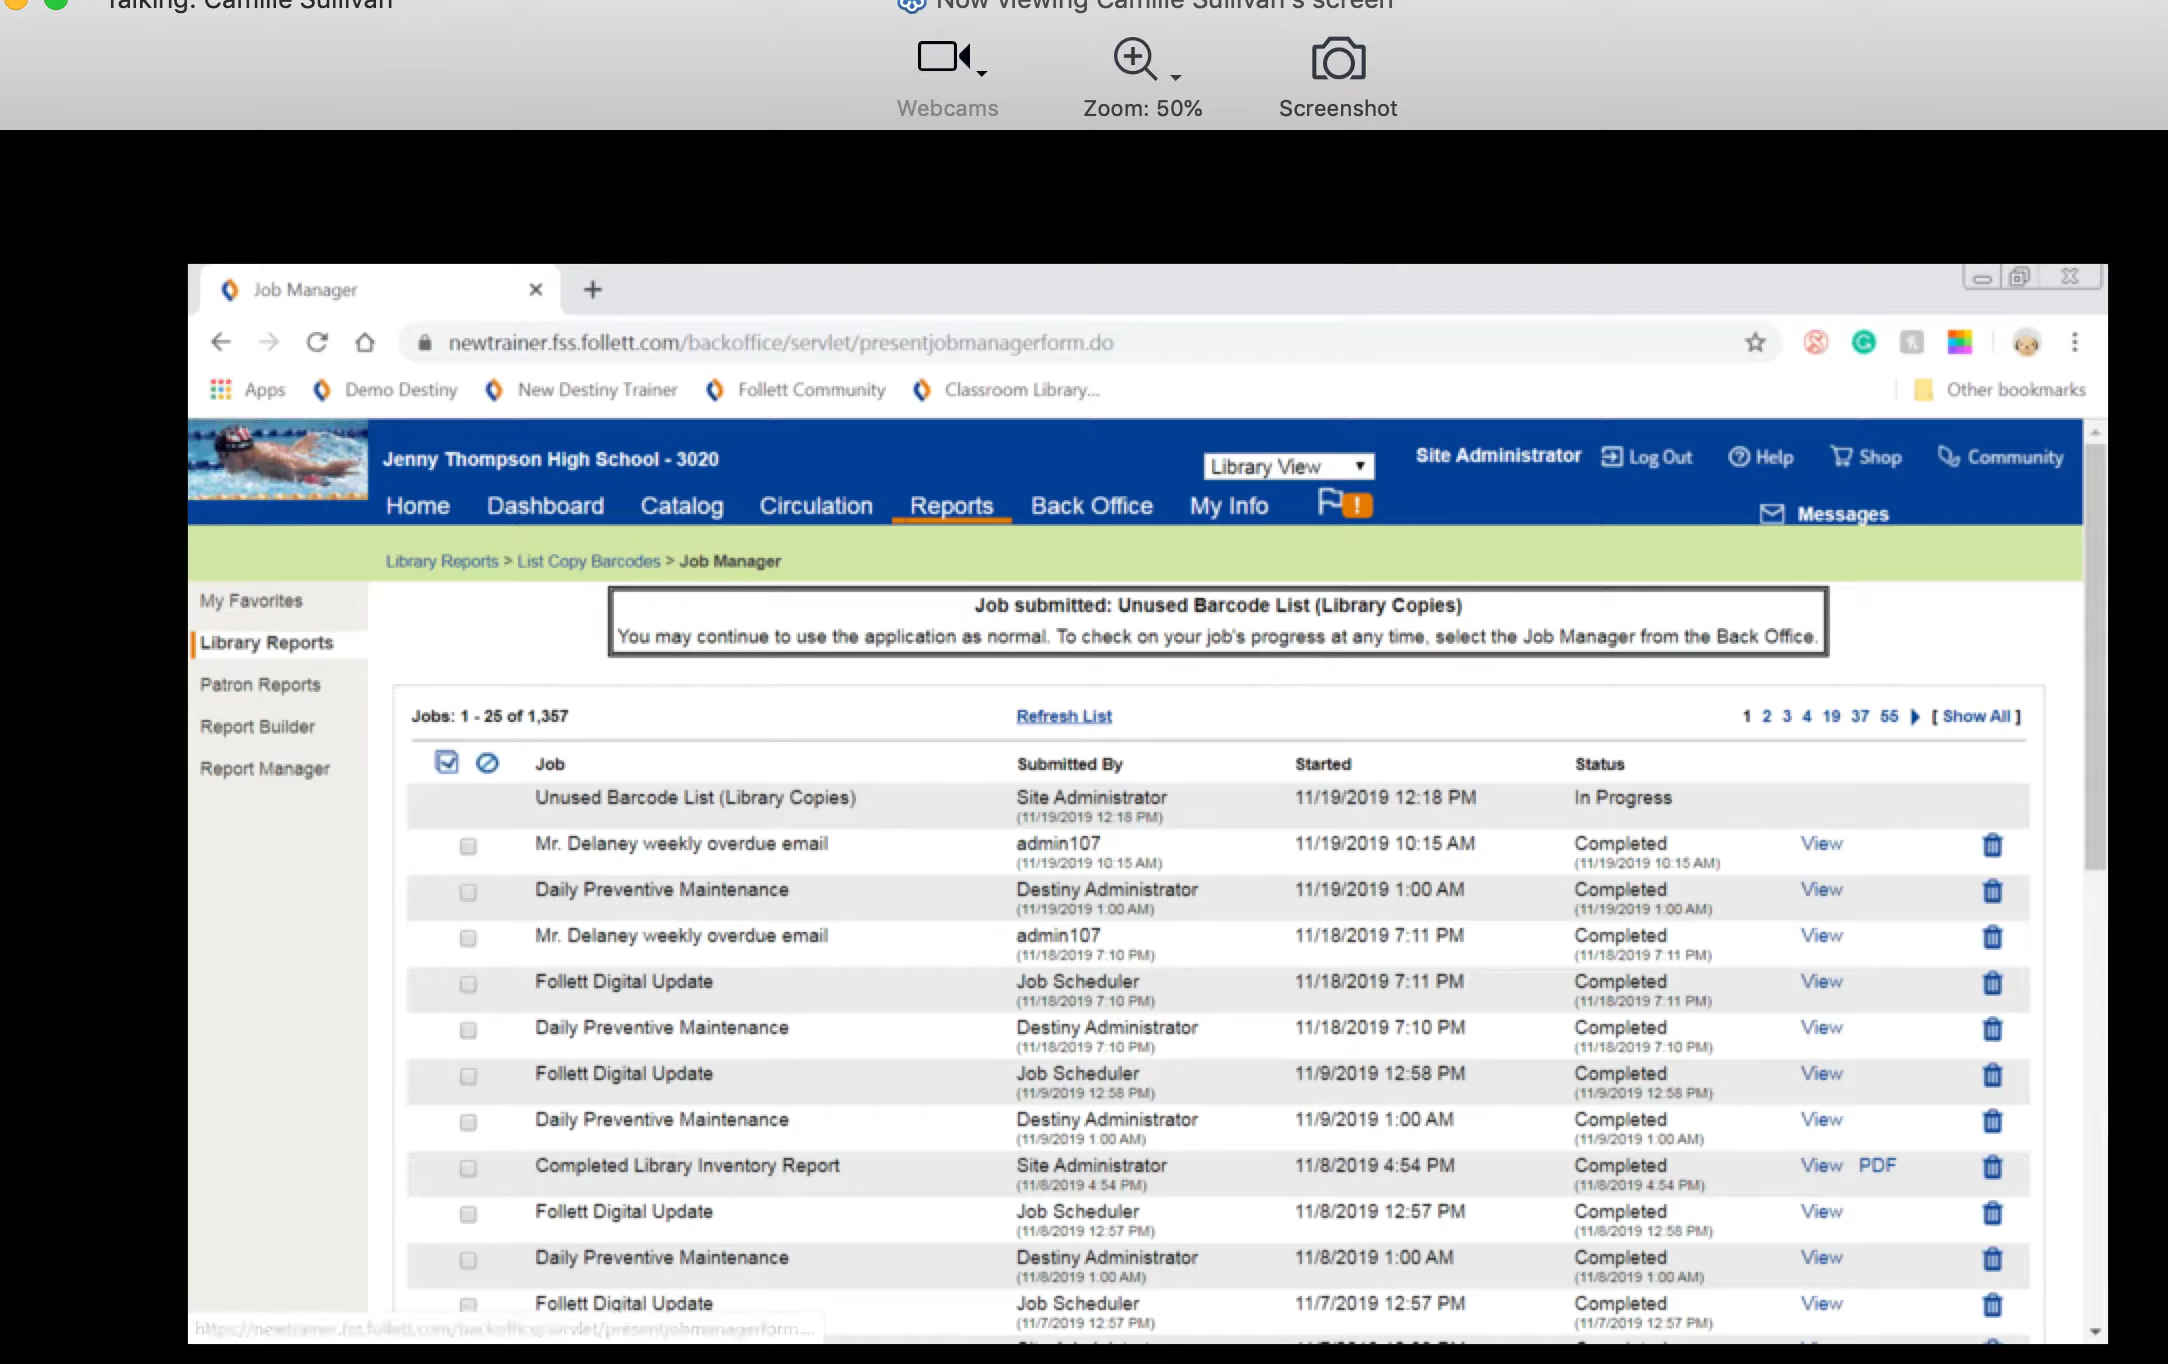 Talking: Camille Sullivan
Now viewing Camille Sullivan's screen
Webcams
Zoom: 50%
Screenshot
Job Manager
newtrainer.fss.follett.com/backoffice/servlet/presentjobmanagerform.do
Apps
Demo Destiny
New Destiny Trainer
Follett Community
Classroom Library...
Other bookmarks
Jenny Thompson High School - 3020
Library View
Site Administrator
Log Out
Help
Shop
Community
Home
Dashboard
Catalog
Circulation
Reports
Back Office
My Info
!
Messages
Library Reports > List Copy Barcodes > Job Manager
My Favorites
Library Reports
Patron Reports
Report Builder
Report Manager
Job submitted: Unused Barcode List (Library Copies)
You may continue to use the application as normal. To check on your job's progress at any time, select the Job Manager from the Back Office.
Jobs: 1 - 25 of 1,357
Refresh List
1 2 3 4 19 37 55 [ Show All ]
Job Submitted By Started Status
Unused Barcode List (Library Copies) Site Administrator 11/19/2019 12:18 PM In Progress
(11/19/2019 12:18 PM)
Mr. Delaney weekly overdue email admin107 11/19/2019 10:15 AM Completed View
(11/19/2019 10:15 AM) (11/19/2019 10:15 AM)
Daily Preventive Maintenance Destiny Administrator 11/19/2019 1:00 AM Completed View
(11/19/2019 1:00 AM) (11/19/2019 1:00 AM)
Mr. Delaney weekly overdue email admin107 11/18/2019 7:11 PM Completed View
(11/18/2019 7:10 PM) (11/18/2019 7:11 PM)
Follett Digital Update Job Scheduler 11/18/2019 7:11 PM Completed View
(11/18/2019 7:10 PM) (11/18/2019 7:11 PM)
Daily Preventive Maintenance Destiny Administrator 11/18/2019 7:10 PM Completed View
(11/18/2019 7:10 PM) (11/18/2019 7:10 PM)
Follett Digital Update Job Scheduler 11/9/2019 12:58 PM Completed View
(11/9/2019 12:58 PM) (11/9/2019 12:58 PM)
Daily Preventive Maintenance Destiny Administrator 11/9/2019 1:00 AM Completed View
(11/9/2019 1:00 AM) (11/9/2019 1:00 AM)
Completed Library Inventory Report Site Administrator 11/8/2019 4:54 PM Completed View PDF
(11/8/2019 4:54 PM) (11/8/2019 4:54 PM)
Follett Digital Update Job Scheduler 11/8/2019 12:57 PM Completed View
(11/8/2019 12:57 PM) (11/8/2019 12:58 PM)
Daily Preventive Maintenance Destiny Administrator 11/8/2019 1:00 AM Completed View
(11/8/2019 1:00 AM) (11/8/2019 1:00 AM)
Follett Digital Update Job Scheduler 11/7/2019 12:57 PM Completed View
(11/7/2019 12:57 PM) (11/7/2019 12:57 PM)
https://newtrainer.fss.follett.com/backoffice/servlet/presentjobmanagerform....